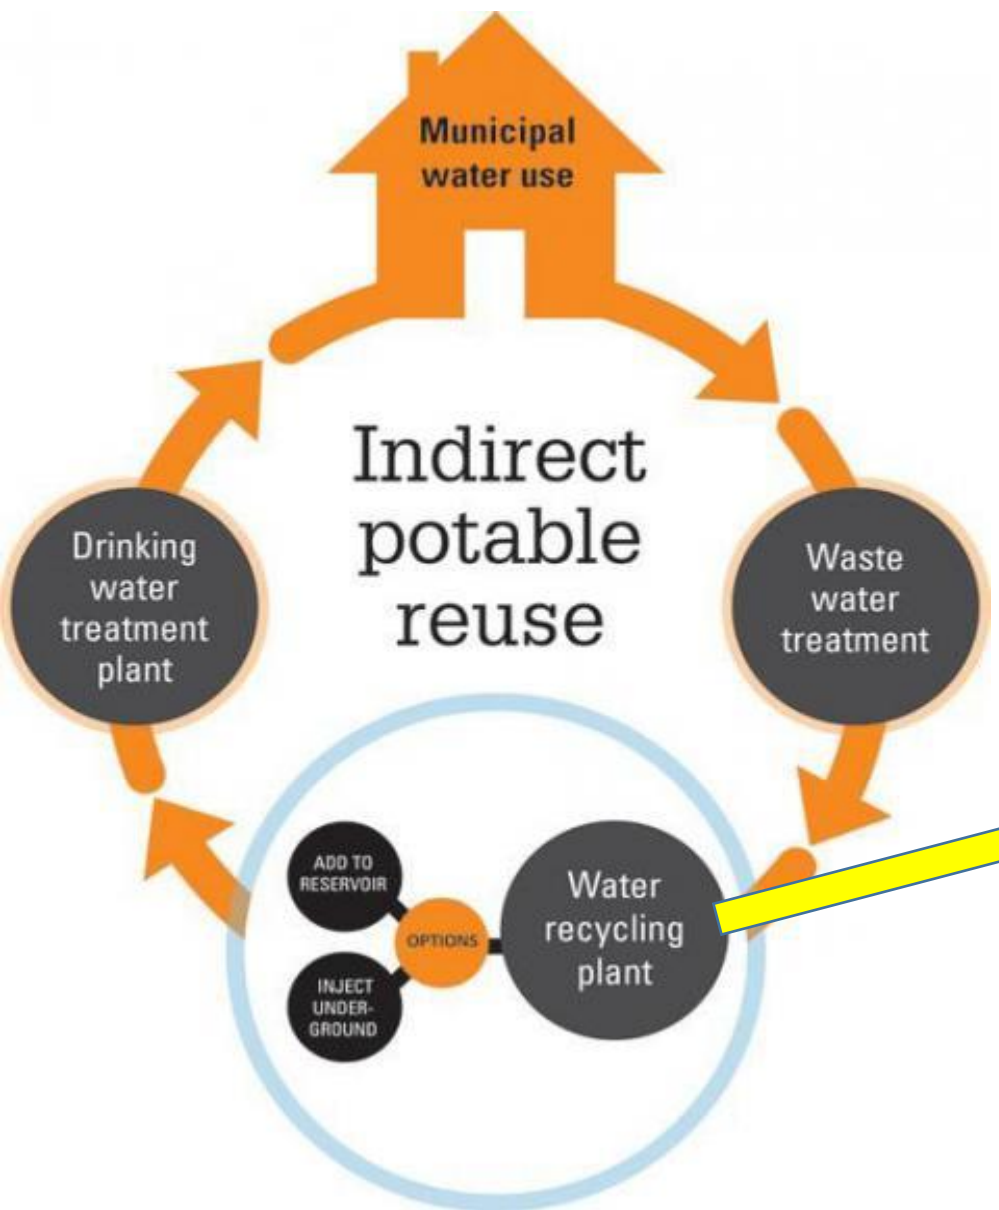 Municipal
water use
Indirect
potable
reuse
Drinking
water
treatment
plant
Waste
water
treatment
ADD TO
RESERVOIR
OPTIONS
INJECT
UNDER-
GROUND
Water
recycling
plant